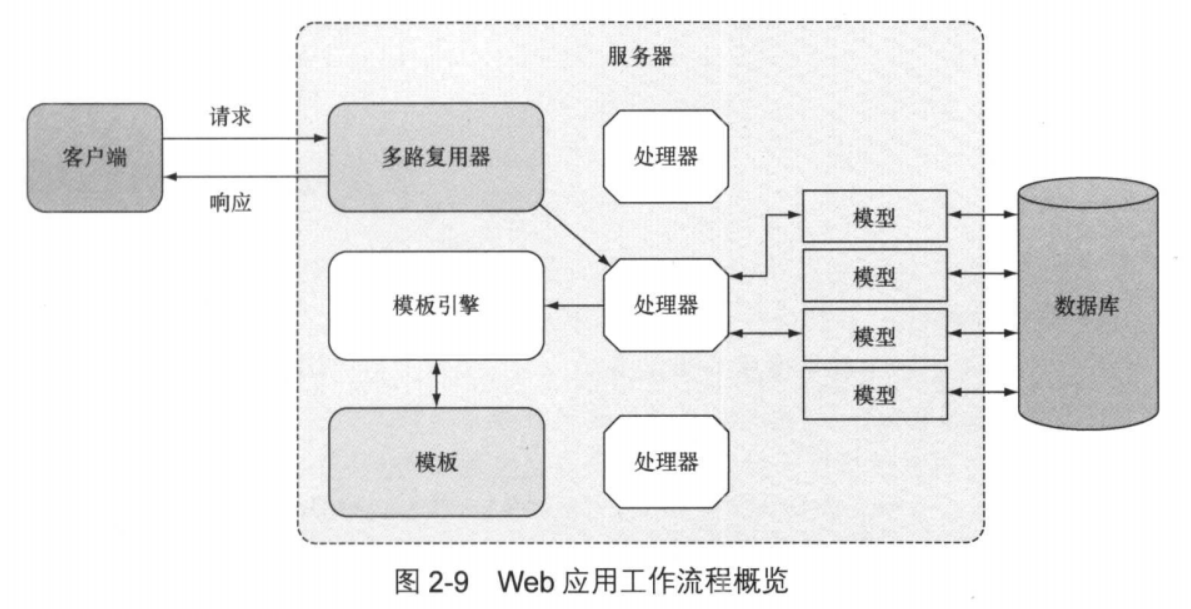 服务器
请求
客户端
多路复用器
处理器
响应
模型
模板引擎
处理器
模型
数据库
模型
模型
模板
处理器
图 2-9 Web 应用工作流程概览